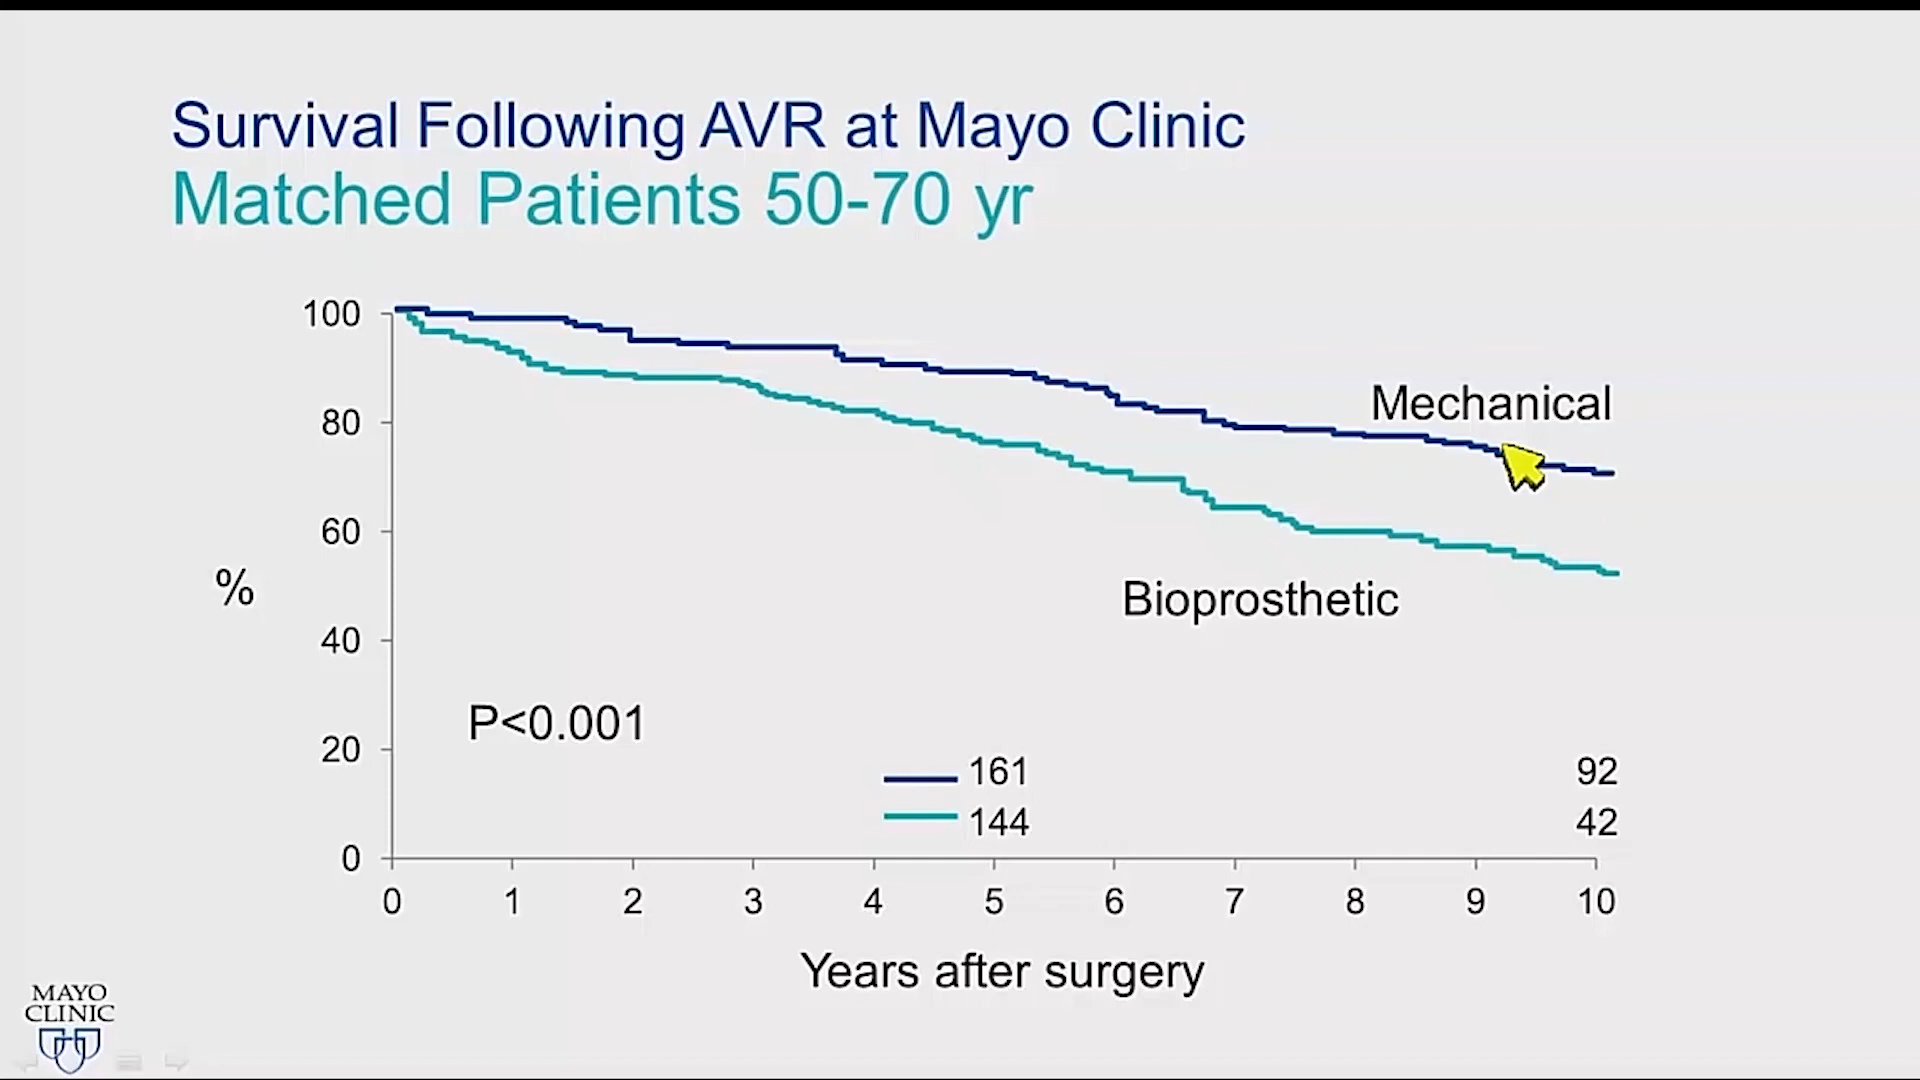 Survival Following AVR at Mayo Clinic
Matched Patients 50-70 yr
100
80
60
40
20
0
%
Mechanical
Bioprosthetic
P<0.001
161 92
144 42
0 1 2 3 4 5 6 7 8 9 10
Years after surgery
MAYO
CLINIC